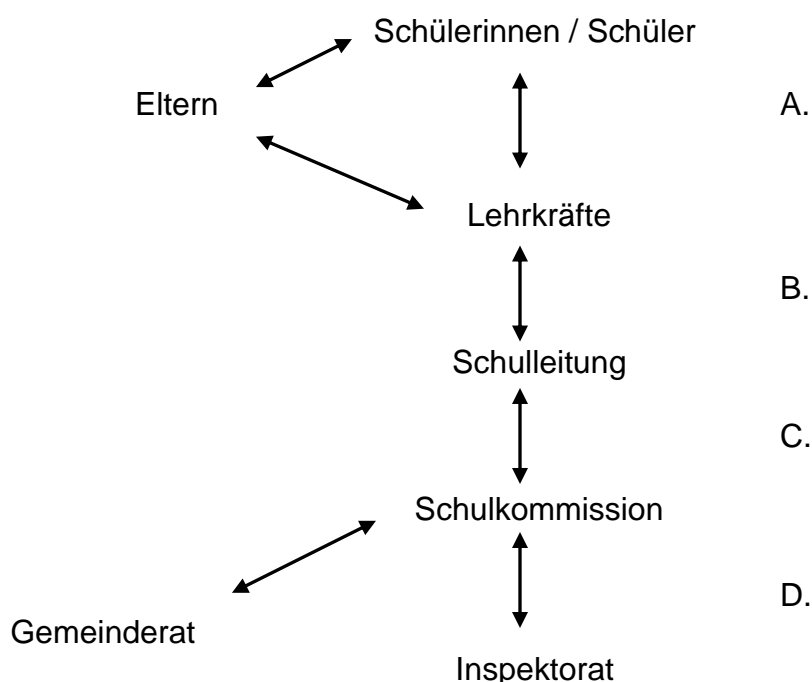 Schülerinnen / Schüler
Eltern
A.
Lehrkräfte
B.
Schulleitung
C.
Schulkommission
D.
Gemeinderat
Inspektorat